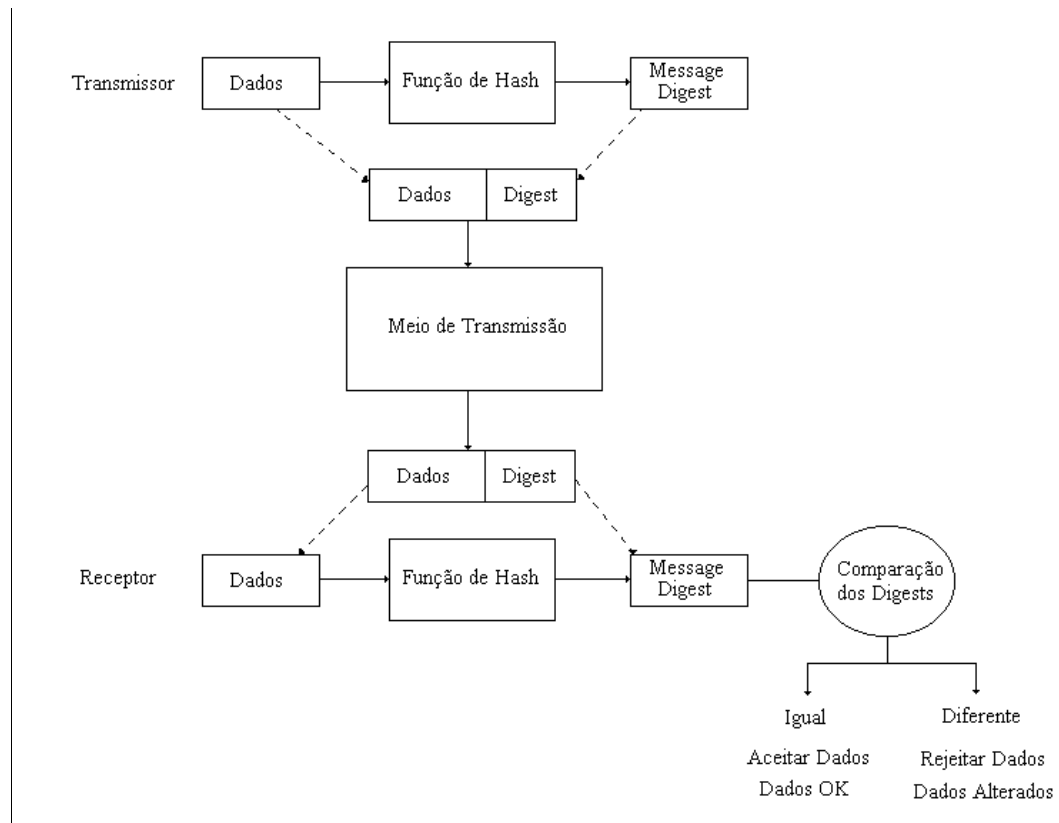 Transmissor
Dados
Função de Hash
Message
Digest
Dados
Digest
Meio de Transmissão
Dados
Digest
Receptor
Dados
Função de Hash
Message
Digest
Comparação
dos Digests
Igual
Diferente
Aceitar Dados
Rejeitar Dados
Dados OK
Dados Alterados